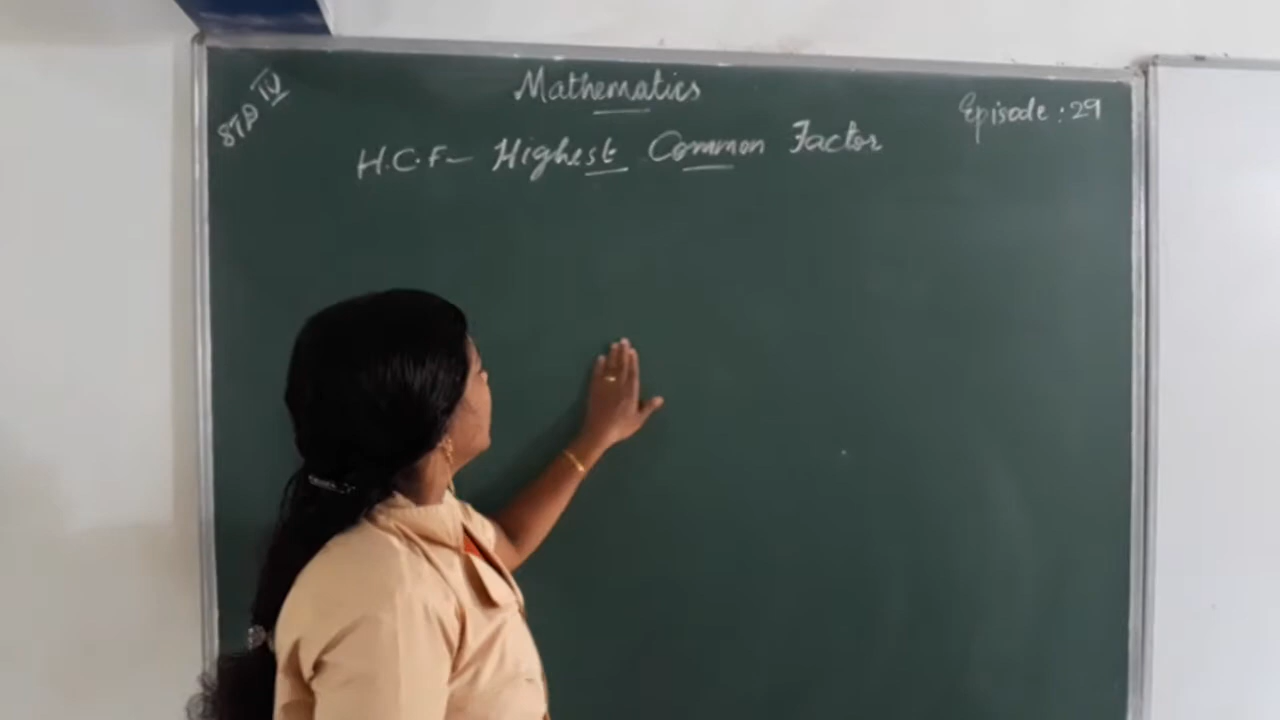 STD IV
Mathematics
Episode : 29
H.C.F - Highest Common Factor